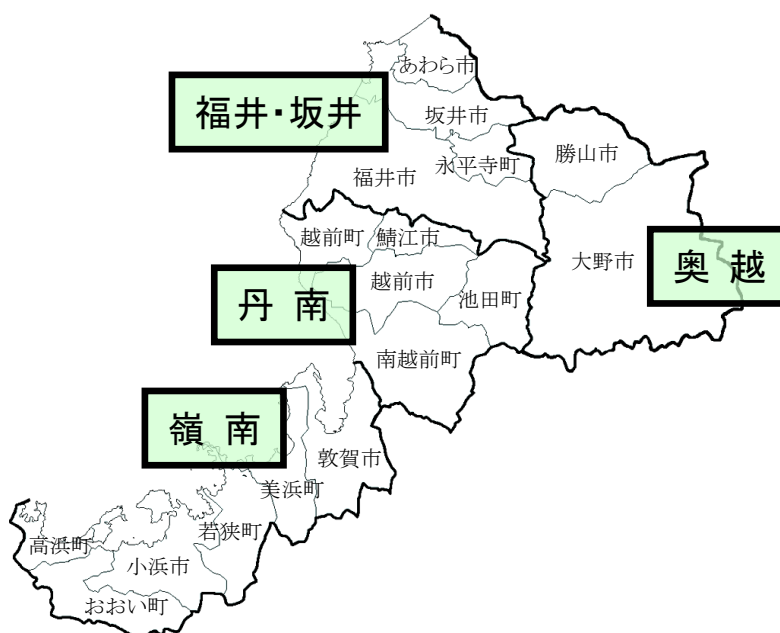 あわら市
福井・坂井
坂井市
勝山市
永平寺町
福井市
越前町
鯖江市
大野市
奥 越
越前市
丹 南
池田町
南越前町
嶺 南
敦賀市
美浜町
若狭町
高浜町
小浜市
おおい町